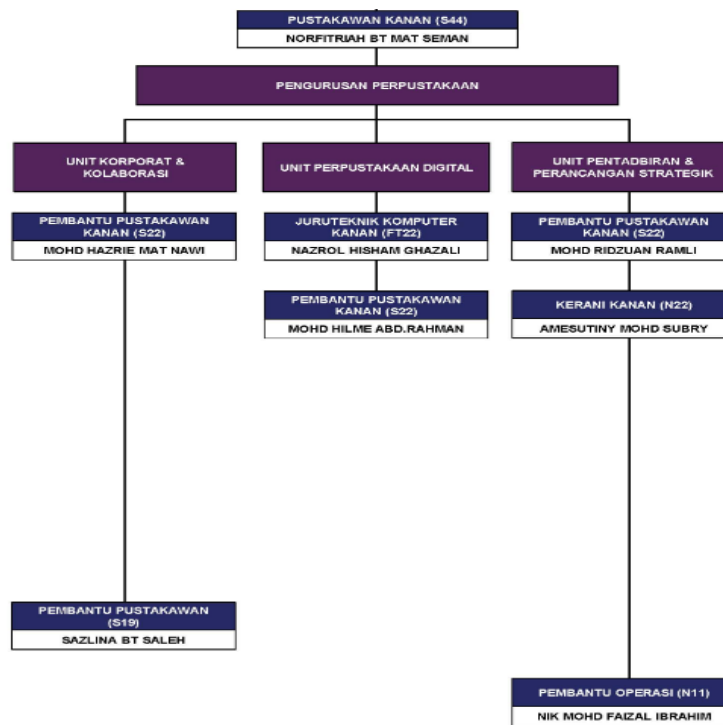 PUSTAKAWAN KANAN (S44)
NORFITRIAH BT MAT SEMAN
PENGURUSAN PERPUSTAKAAN
UNIT KORPORAT &
KOLABORASI
PEMBANTU PUSTAKAWAN
KANAN (S22)
MOHD HAZRIE MAT NAWI
PEMBANTU PUSTAKAWAN
(S19)
SAZLINA BT SALEH
UNIT PERPUSTAKAAN DIGITAL
JURUTEKNIK KOMPUTER
KANAN (FT22)
NAZROL HISHAM GHAZALI
PEMBANTU PUSTAKAWAN
KANAN (S22)
MOHD HILME ABD.RAHMAN
UNIT PENTADBIRAN &
PERANCANGAN STRATEGIK
PEMBANTU PUSTAKAWAN
KANAN (S22)
MOHD RIDZUAN RAMLI
KERANI KANAN (N22)
AMESUTINY MOHD SUBRY
PEMBANTU OPERASI (N11)
NIK MOHD FAIZAL IBRAHIM